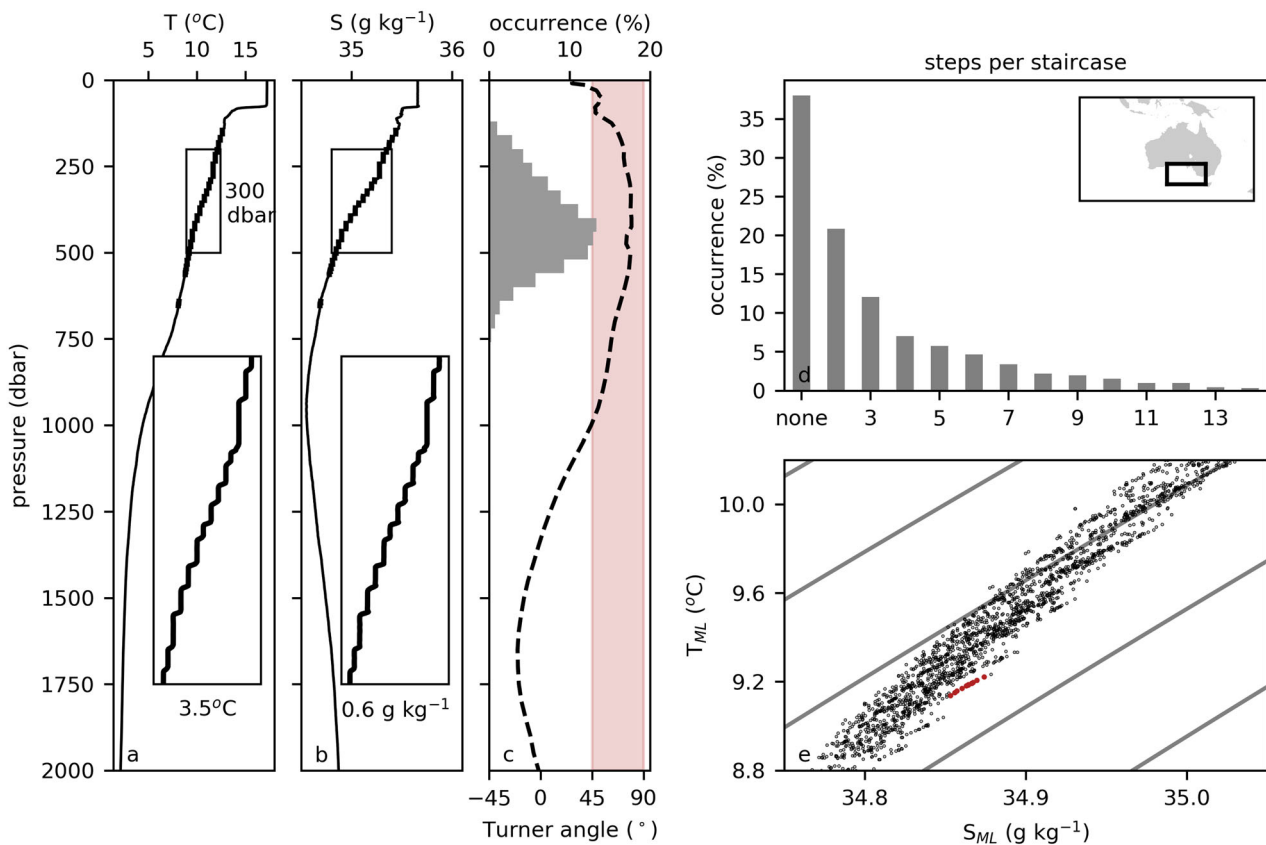 T (°C)
5 10 15
S (g kg⁻¹)
35 36
occurrence (%)
0 10 20
pressure (dbar)
0
250
500
750
1000
1250
1500
1750
2000
300
dbar
3.5°C
a
0.6 g kg⁻¹
b
c
−45 0 45 90
Turner angle (°)
steps per staircase
occurrence (%)
35
30
25
20
15
10
5
0
d
none 3 5 7 9 11 13
T_ML (°C)
10.0
9.6
9.2
8.8
e
34.8 34.9 35.0
S_ML (g kg⁻¹)